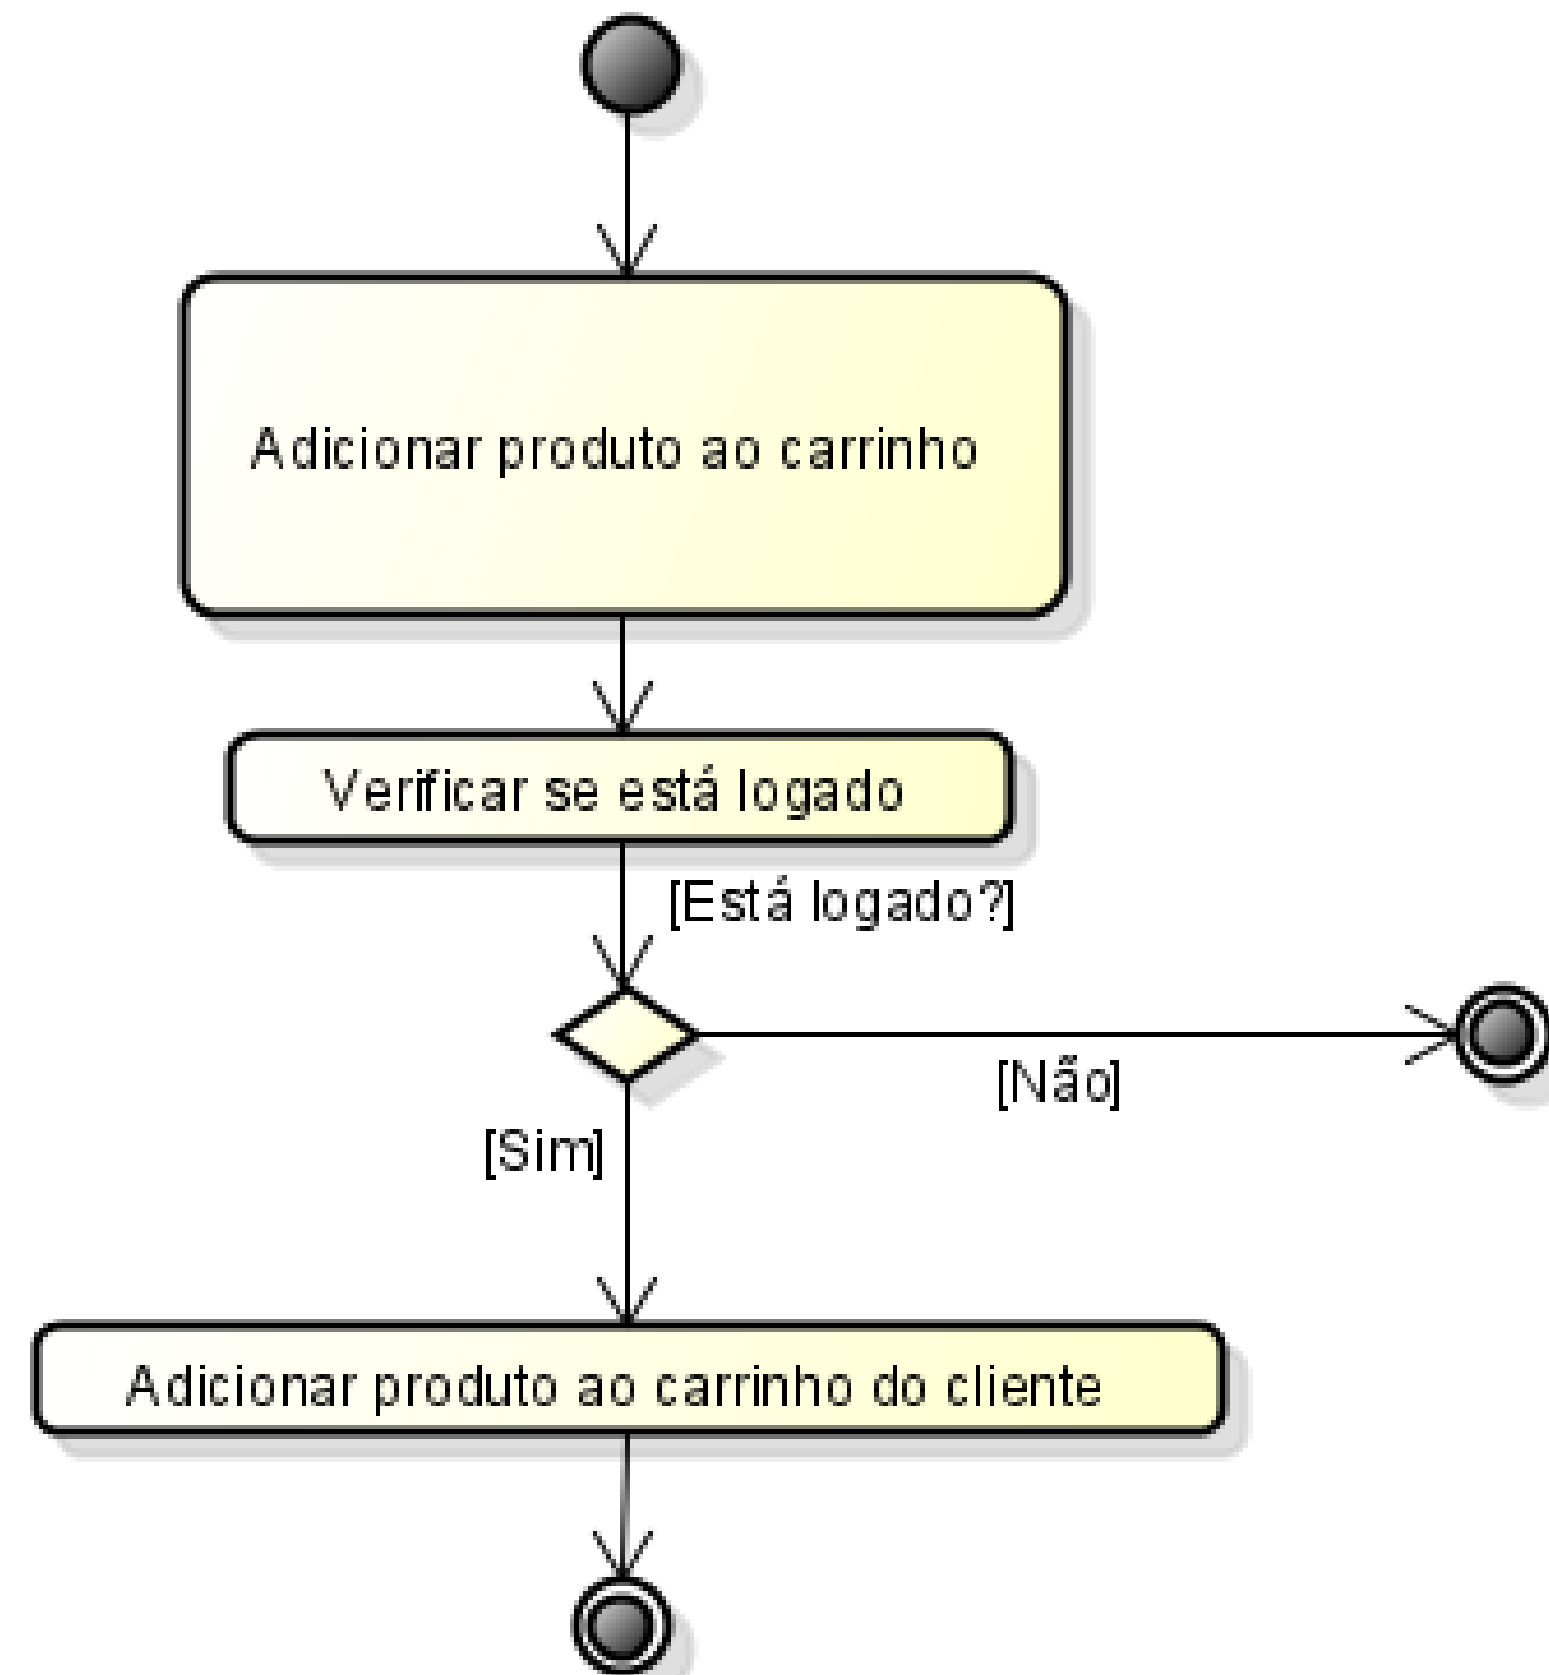 Adicionar produto ao carrinho
Verificar se está logado
[Está logado?]
[Não]
[Sim]
Adicionar produto ao carrinho do cliente